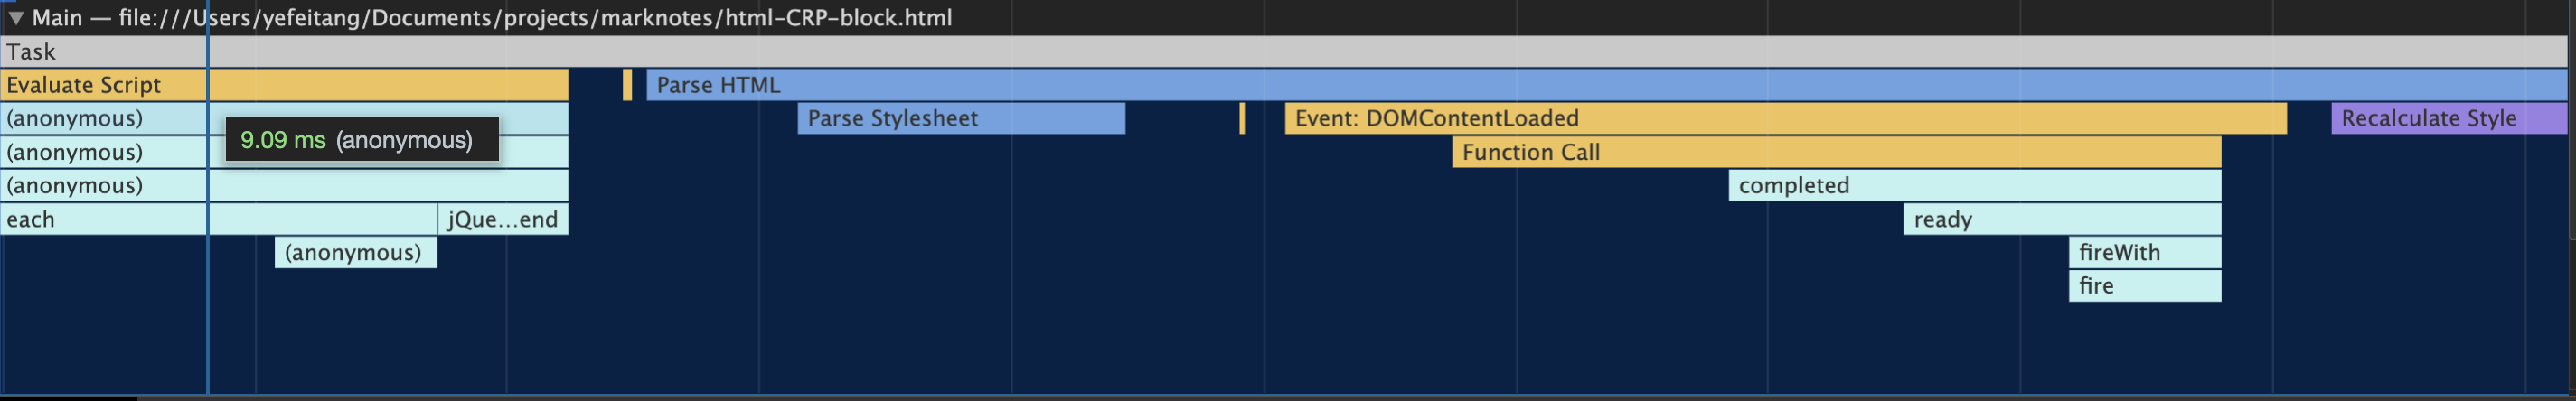 ▼ Main — file:///Users/yefeitang/Documents/projects/marknotes/html-CRP-block.html
Task
Evaluate Script Parse HTML
(anonymous) Parse Stylesheet Event: DOMContentLoaded Recalculate Style
9.09 ms (anonymous)
(anonymous) Function Call
(anonymous) completed
each jQue…end ready
(anonymous) fireWith
fire